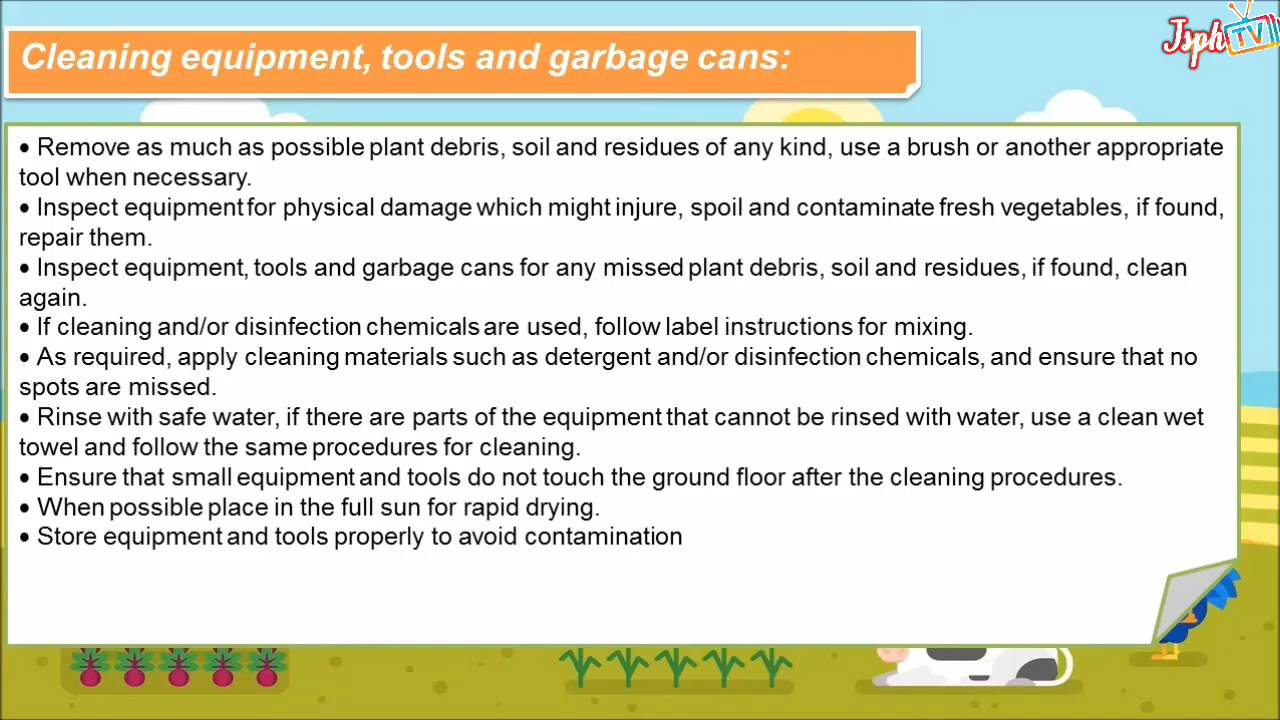 Jsph TV
Cleaning equipment, tools and garbage cans:
• Remove as much as possible plant debris, soil and residues of any kind, use a brush or another appropriate
tool when necessary.
• Inspect equipment for physical damage which might injure, spoil and contaminate fresh vegetables, if found,
repair them.
• Inspect equipment, tools and garbage cans for any missed plant debris, soil and residues, if found, clean
again.
• If cleaning and/or disinfection chemicals are used, follow label instructions for mixing.
• As required, apply cleaning materials such as detergent and/or disinfection chemicals, and ensure that no
spots are missed.
• Rinse with safe water, if there are parts of the equipment that cannot be rinsed with water, use a clean wet
towel and follow the same procedures for cleaning.
• Ensure that small equipment and tools do not touch the ground floor after the cleaning procedures.
• When possible place in the full sun for rapid drying.
• Store equipment and tools properly to avoid contamination